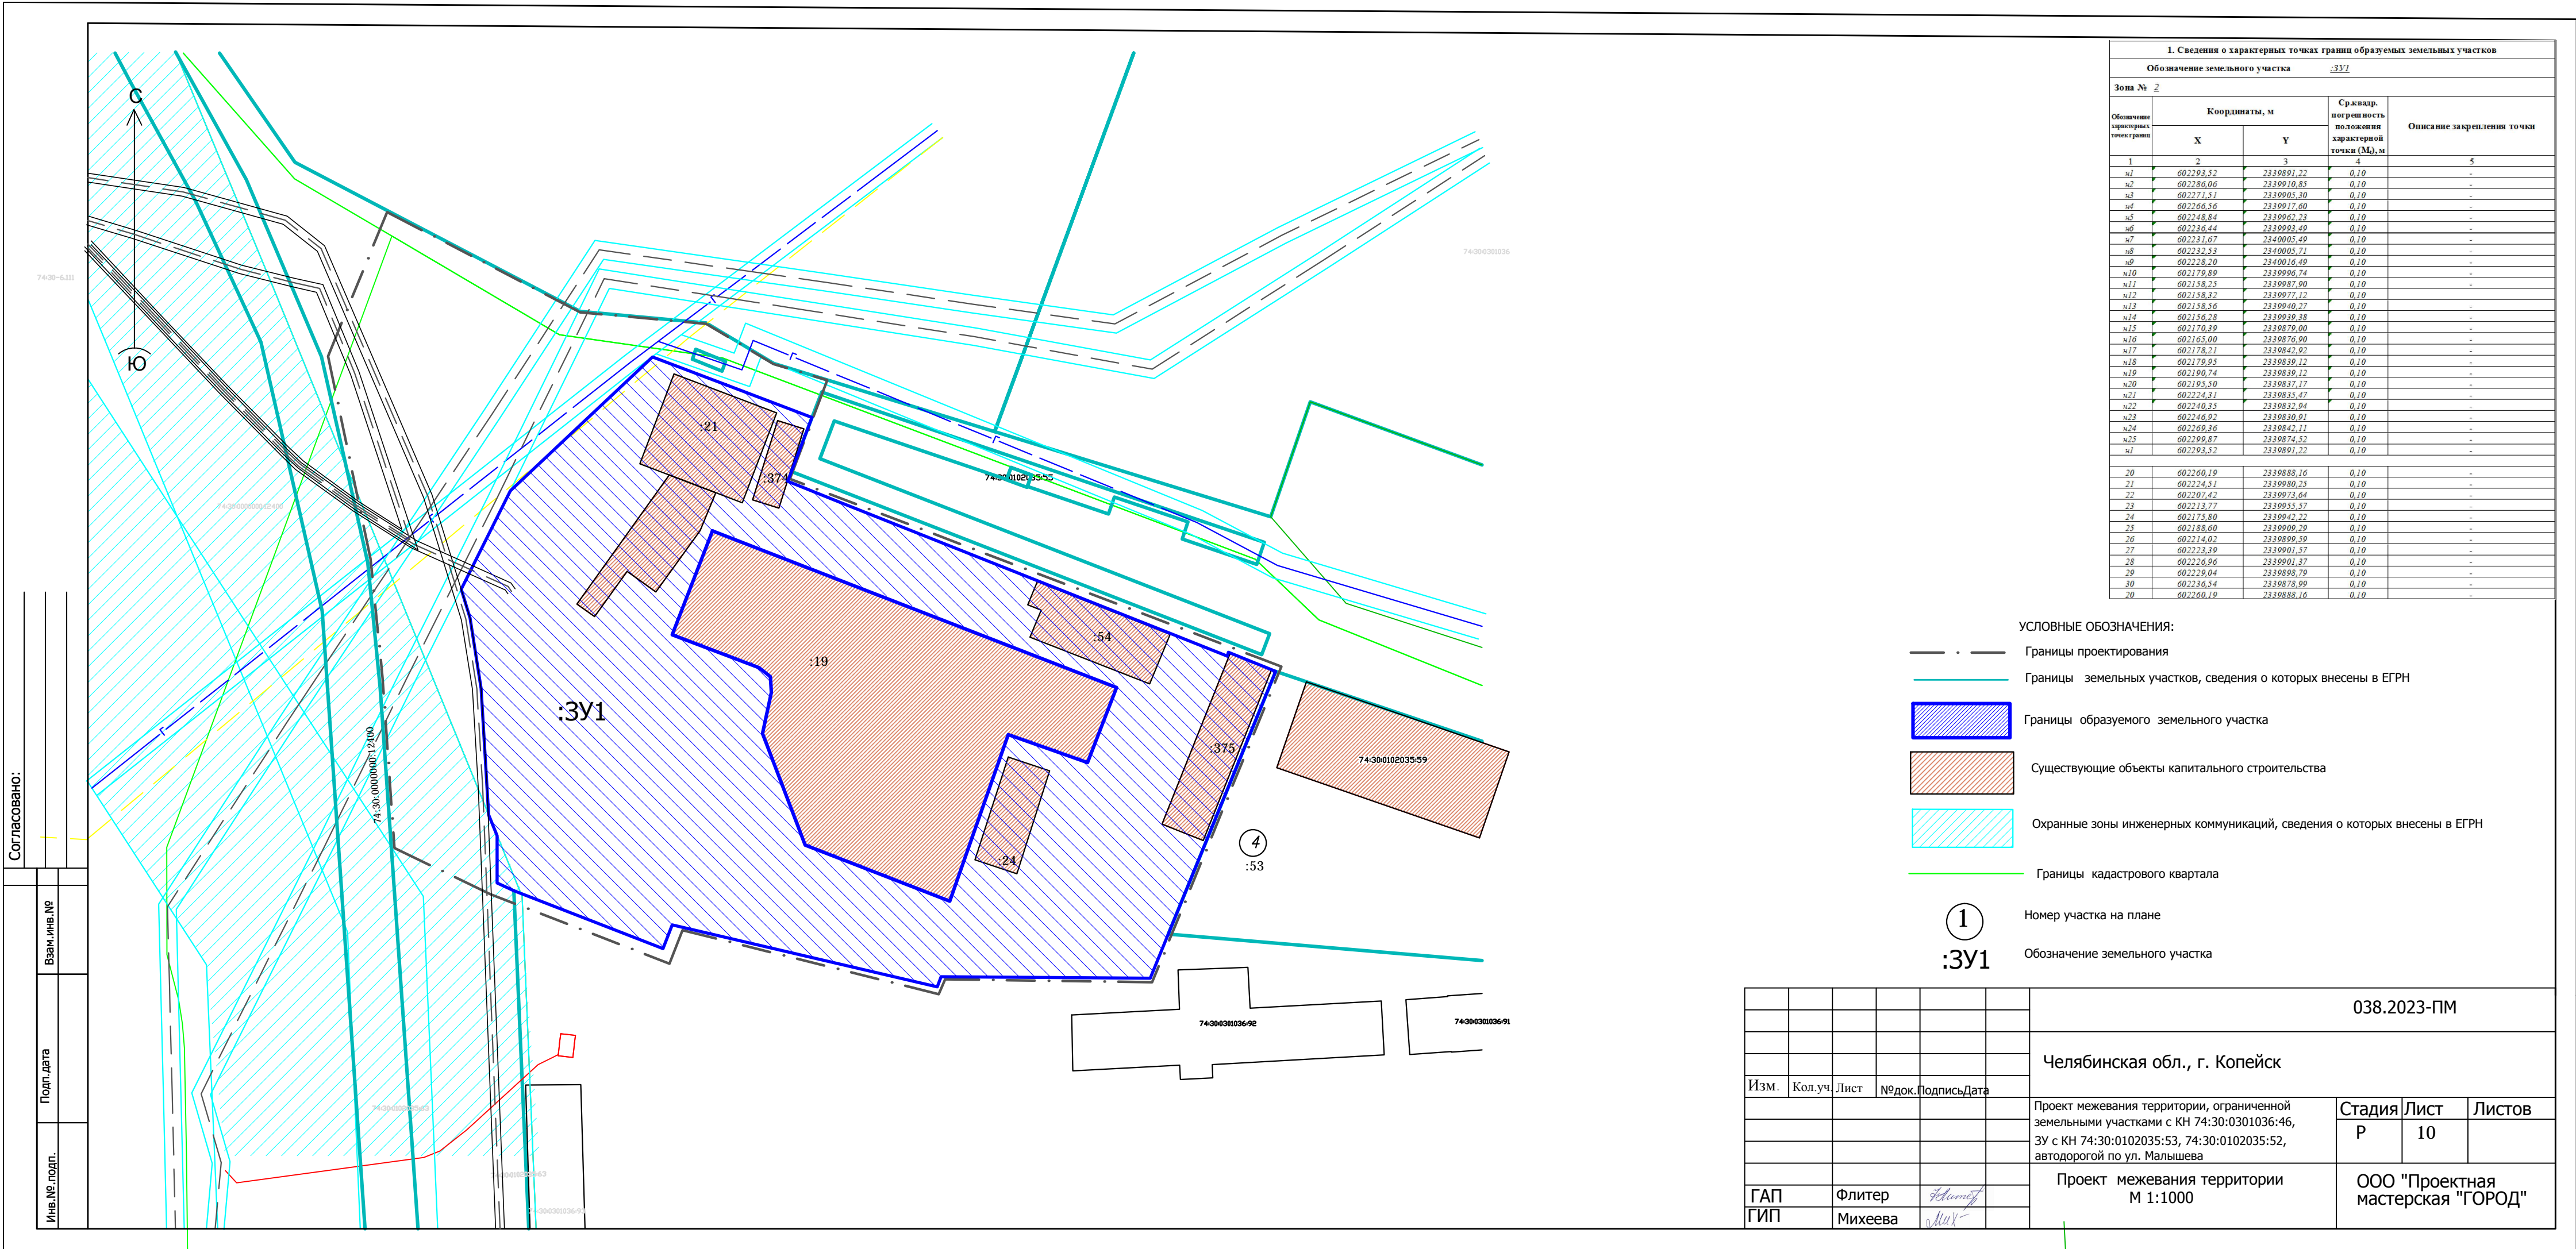 1. Сведения о характерных точках границ образуемых земельных участков
Обозначение земельного участка :ЗУ1
Зона № 2
Обозначение характерных точек границ
Координаты, м
Ср.квадр. погрешность положения характерной точки (Mt), м
Описание закрепления точки
X Y
1 2 3 4 5
н1 602293,52 2339891,22 0,10 -
н2 602286,06 2339910,85 0,10 -
н3 602271,51 2339905,30 0,10 -
н4 602266,56 2339917,60 0,10 -
н5 602248,84 2339962,23 0,10 -
н6 602236,44 2339993,49 0,10 -
н7 602231,67 2340005,49 0,10 -
н8 602232,53 2340005,71 0,10 -
н9 602228,20 2340016,49 0,10 -
н10 602179,89 2339996,74 0,10 -
н11 602158,25 2339987,90 0,10 -
н12 602158,32 2339977,12 0,10
н13 602158,56 2339940,27 0,10 -
н14 602156,28 2339939,38 0,10 -
н15 602170,39 2339879,00 0,10 -
н16 602165,00 2339876,90 0,10 -
н17 602178,21 2339842,92 0,10 -
н18 602179,95 2339839,12 0,10 -
н19 602190,74 2339839,12 0,10 -
н20 602195,50 2339837,17 0,10 -
н21 602224,31 2339835,47 0,10 -
н22 602240,35 2339832,94 0,10 -
н23 602246,92 2339830,91 0,10 -
н24 602269,36 2339842,11 0,10 -
н25 602299,87 2339874,52 0,10 -
н1 602293,52 2339891,22 0,10 -
20 602260,19 2339888,16 0,10 -
21 602224,51 2339980,25 0,10 -
22 602207,42 2339973,64 0,10 -
23 602213,77 2339955,57 0,10 -
24 602175,80 2339942,22 0,10 -
25 602188,60 2339909,29 0,10 -
26 602214,02 2339899,59 0,10 -
27 602223,39 2339901,57 0,10 -
28 602226,96 2339901,37 0,10 -
29 602229,04 2339898,79 0,10 -
30 602236,54 2339878,99 0,10 -
20 602260,19 2339888,16 0,10 -
С
Ю
74:30:0301036
:21
:374
74:30:0000000:12400
:54
:19
:ЗУ1
:375
74:30:0102035:59
74:30:0000000:12400
4
:53
:24
74:30:0301036:92
74:30:0301036:91
УСЛОВНЫЕ ОБОЗНАЧЕНИЯ:
Границы проектирования
Границы земельных участков, сведения о которых внесены в ЕГРН
Границы образуемого земельного участка
Существующие объекты капитального строительства
Охранные зоны инженерных коммуникаций, сведения о которых внесены в ЕГРН
Границы кадастрового квартала
1 Номер участка на плане
:ЗУ1 Обозначение земельного участка
Согласовано:
Взам.инв.№
Подп.дата
Инв.№.подп.
038.2023-ПМ
Челябинская обл., г. Копейск
Изм. Кол.уч. Лист №док. Подпись Дата
Проект межевания территории, ограниченной
земельными участками с КН 74:30:0301036:46,
ЗУ с КН 74:30:0102035:53, 74:30:0102035:52,
автодорогой по ул. Малышева
Стадия Лист Листов
Р 10
ГАП Флитер
ГИП Михеева
Проект межевания территории
М 1:1000
ООО "Проектная
мастерская "ГОРОД"